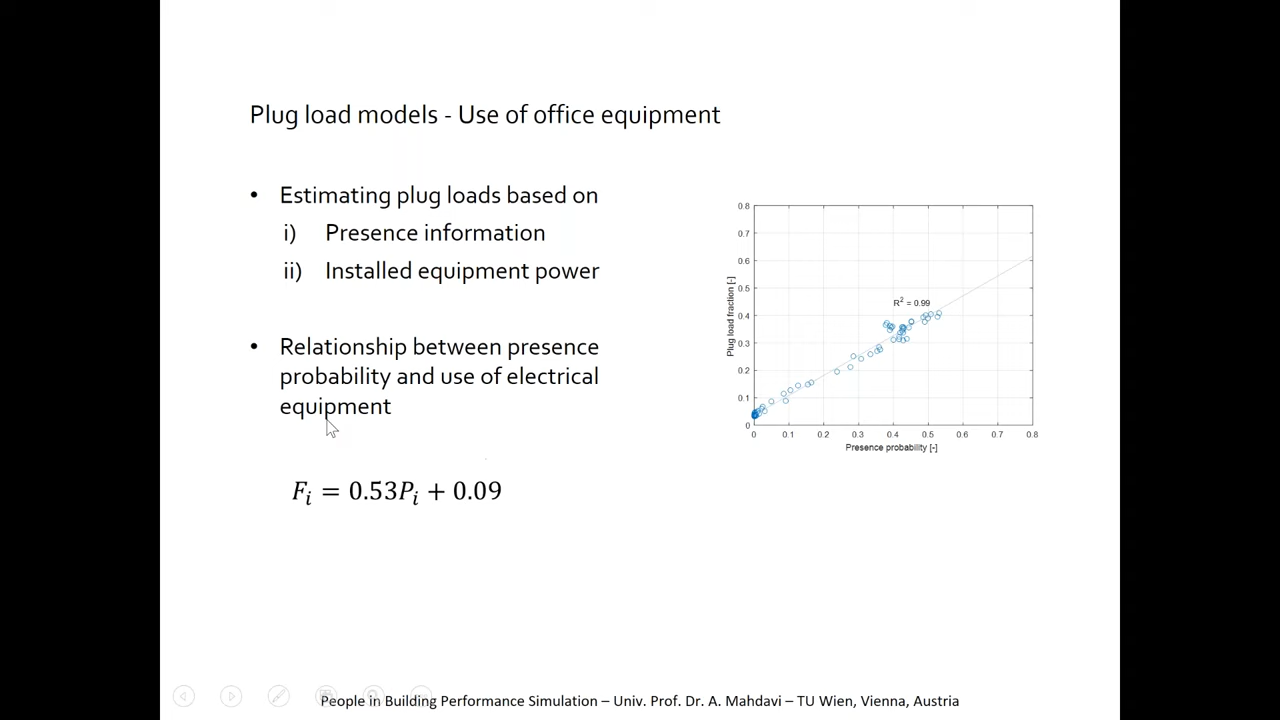 Plug load models - Use of office equipment
• Estimating plug loads based on
i) Presence information
ii) Installed equipment power
• Relationship between presence
probability and use of electrical
equipment
F_i = 0.53P_i + 0.09
0.8
0.7
0.6
0.5
0.4
0.3
0.2
0.1
0
Plug load fraction [-]
R² = 0.99
0 0.1 0.2 0.3 0.4 0.5 0.6 0.7 0.8
Presence probability [-]
People in Building Performance Simulation – Univ. Prof. Dr. A. Mahdavi – TU Wien, Vienna, Austria